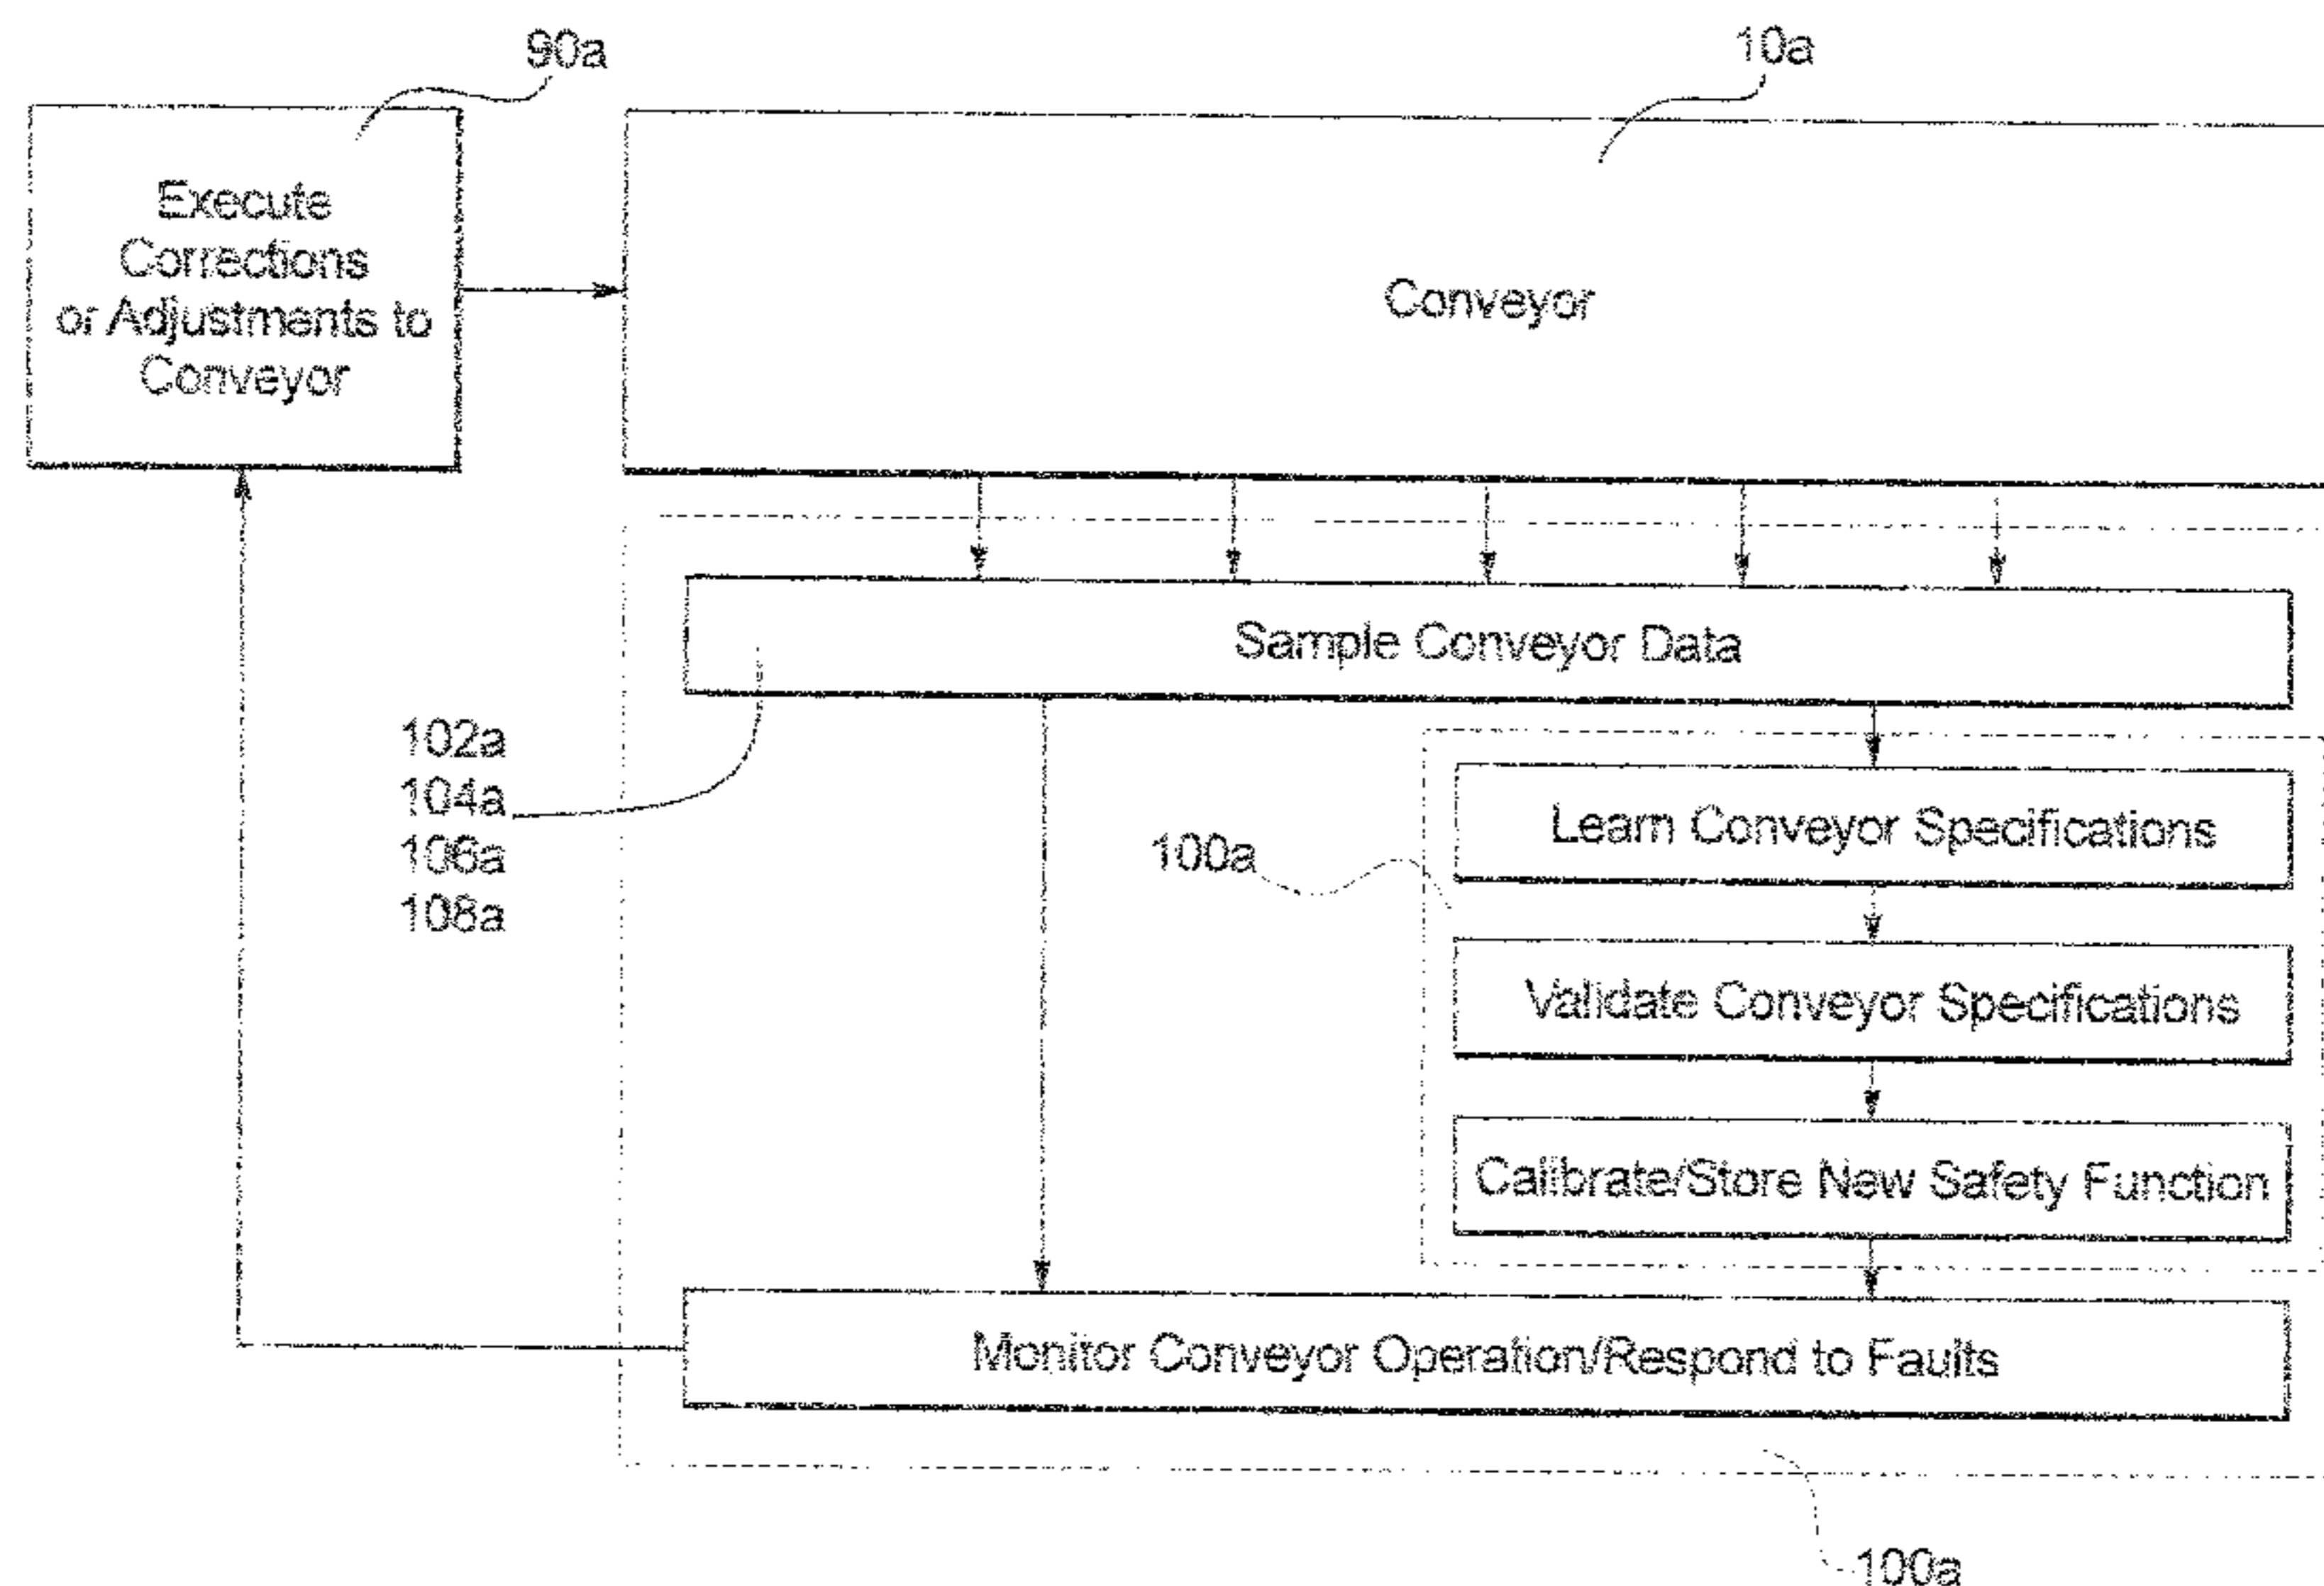 90a
10a
Execute
Corrections
or Adjustments to
Conveyor
Conveyor
Sample Conveyor Data
102a
104a
106a
108a
Learn Conveyor Specifications
100a
Validate Conveyor Specifications
Calibrate/Store New Safety Function
Monitor Conveyor Operation/Respond to Faults
100a